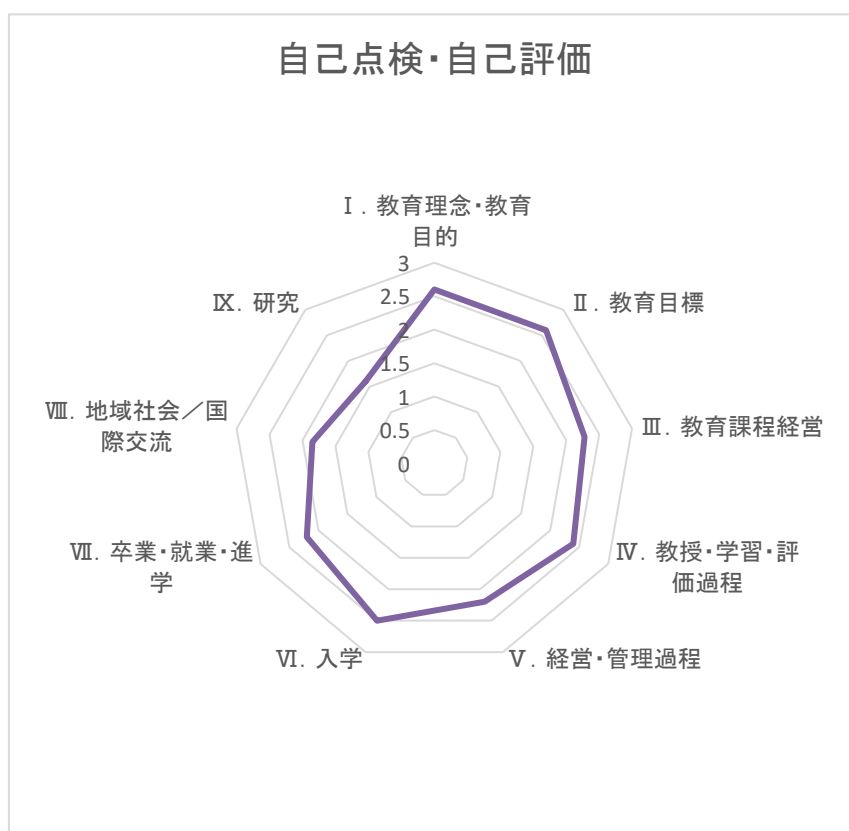 自己点検・自己評価
Ⅰ．教育理念・教育
目的
3
2.5
2
1.5
1
0.5
0
Ⅱ．教育目標
Ⅲ．教育課程経営
Ⅳ．教授・学習・評
価過程
Ⅴ．経営・管理過程
Ⅵ．入学
Ⅶ．卒業・就業・進
学
Ⅷ．地域社会／国
際交流
Ⅸ．研究